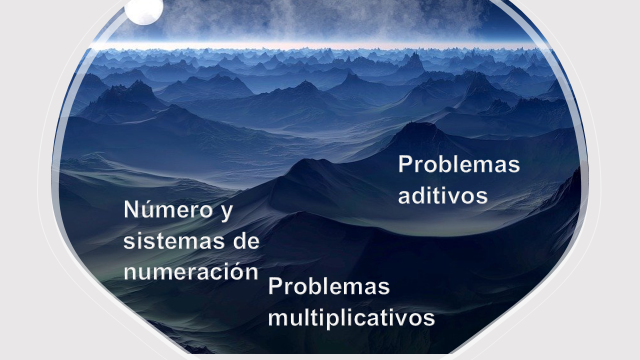 Problemas
aditivos
Número y
sistemas de
numeración
Problemas
multiplicativos